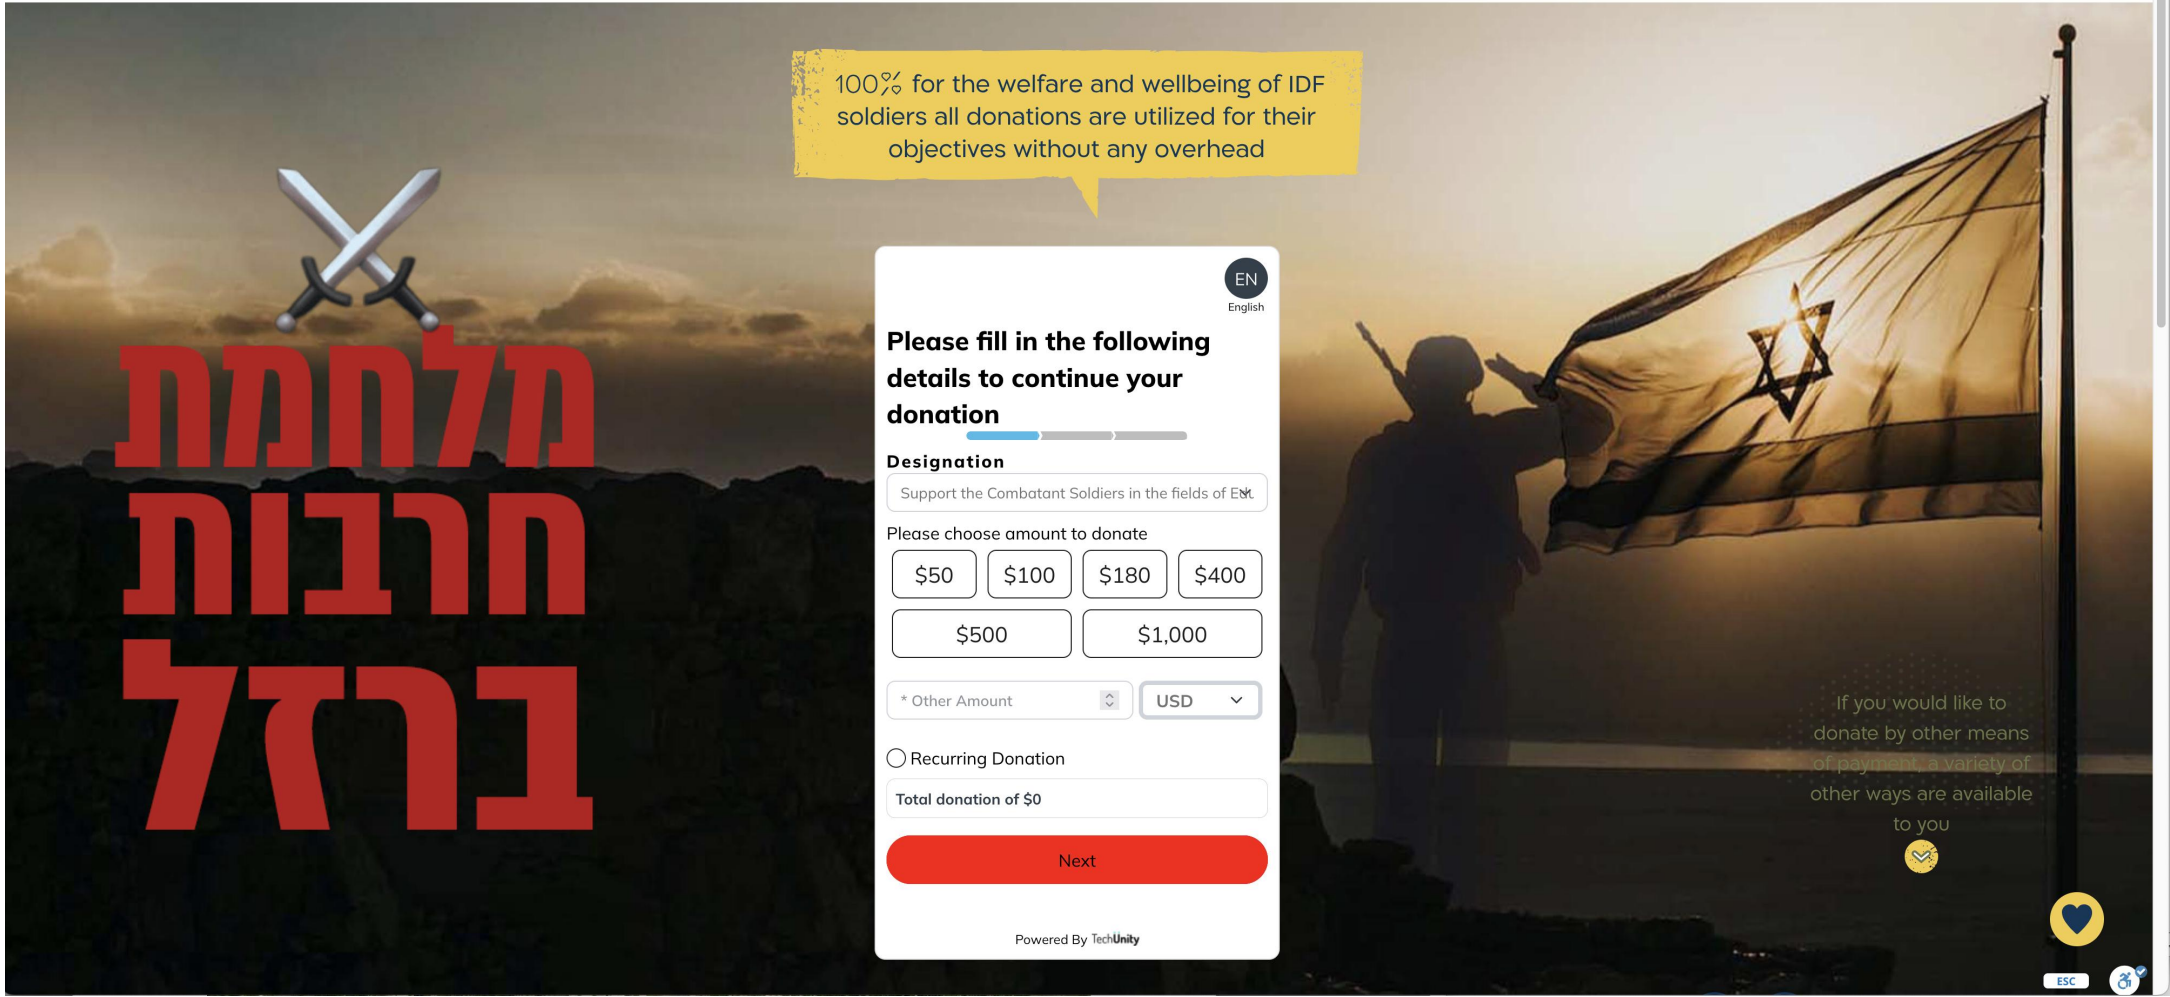 100% for the welfare and wellbeing of IDF
soldiers all donations are utilized for their
objectives without any overhead
מלחמת
חרבות
ברזל
EN
English
Please fill in the following
details to continue your
donation
Designation
Support the Combatant Soldiers in the fields of
Please choose amount to donate
$50 $100 $180 $400
$500 $1,000
* Other Amount USD
Recurring Donation
Total donation of $0
Next
Powered By TechUnity
If you would like to
donate by other means
of payment, a variety of
other ways are available
to you
ESC